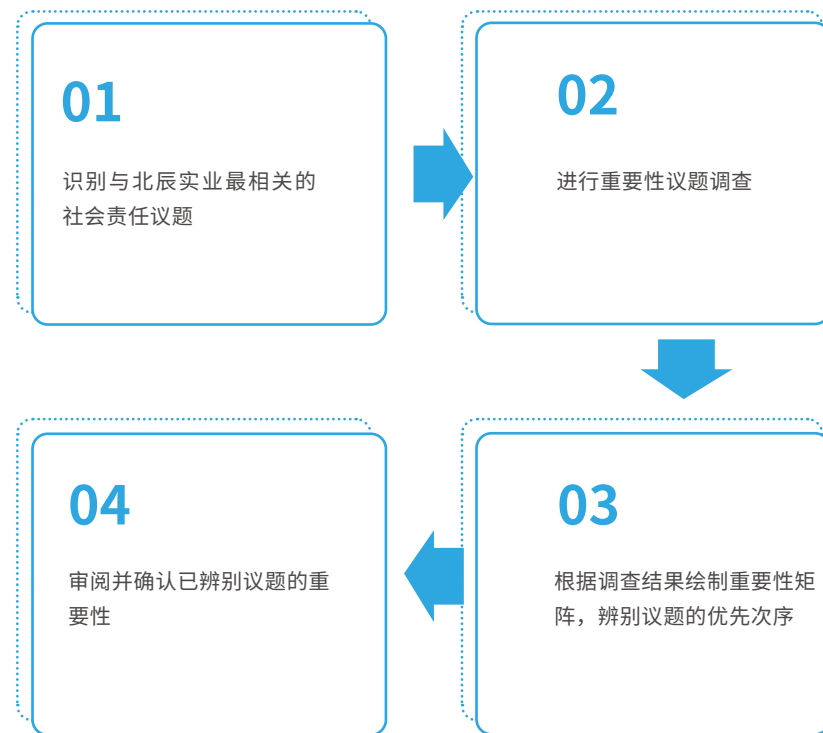 01
识别与北辰实业最相关的
社会责任议题
02
进行重要性议题调查
03
根据调查结果绘制重要性矩
阵，辨别议题的优先次序
04
审阅并确认已辨别议题的重
要性